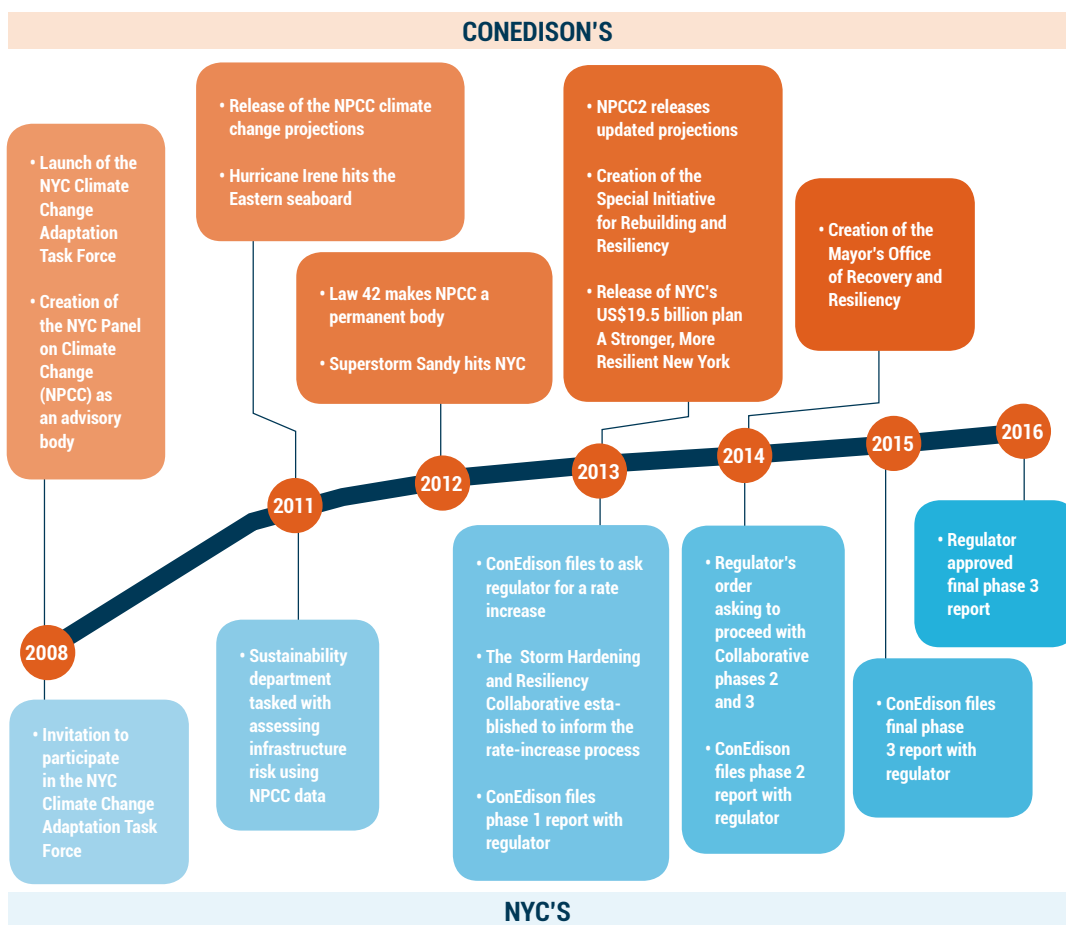 CONEDISON'S
• Launch of the
NYC Climate
Change
Adaptation
Task Force
• Creation of
the NYC Panel
on Climate
Change
(NPCC) as
an advisory
body
• Release of the NPCC climate
change projections
• Hurricane Irene hits the
Eastern seaboard
• Law 42 makes NPCC a
permanent body
• Superstorm Sandy hits NYC
• NPCC2 releases
updated projections
• Creation of the
Special Initiative
for Rebuilding and
Resiliency
• Release of NYC's
US$19.5 billion plan
A Stronger, More
Resilient New York
• Creation of the
Mayor's Office
of Recovery and
Resiliency
2008
2011
2012
2013
2014
2015
2016
• Invitation to
participate
in the NYC
Climate Change
Adaptation Task
Force
• Sustainability
department
tasked with
assessing
infrastructure
risk using
NPCC data
• ConEdison files to ask
regulator for a rate
increase
• The Storm Hardening
and Resiliency
Collaborative esta-
blished to inform the
rate-increase process
• ConEdison files
phase 1 report with
regulator
• Regulator's
order
asking to
proceed with
Collaborative
phases 2
and 3
• ConEdison
files phase 2
report with
regulator
• ConEdison files
final phase
3 report with
regulator
• Regulator
approved
final phase 3
report
NYC'S